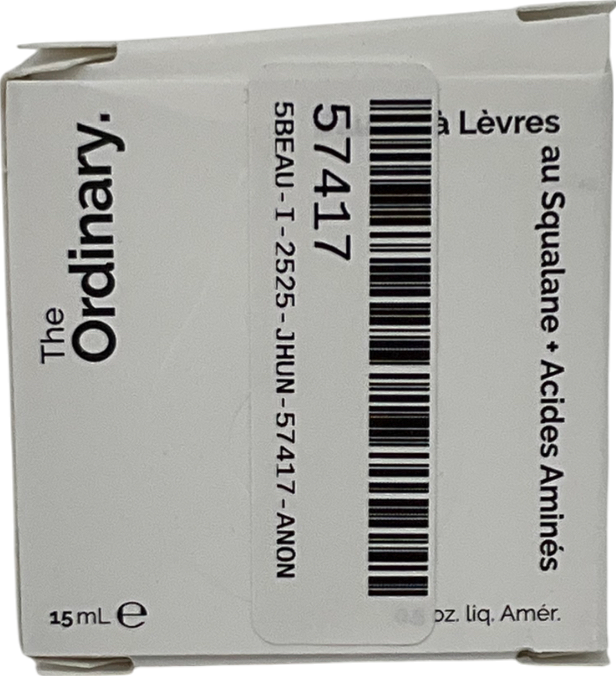 The
Ordinary.
57417
5BEAU-I-2525-JHUN-57417-ANON
à Lèvres
au Squalane + Acides Aminés
15 mL ℮
oz. liq. Amér.